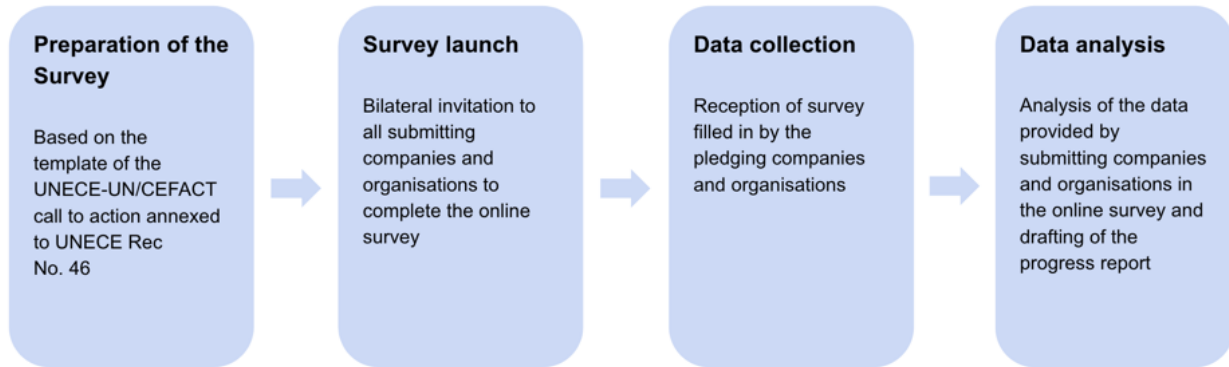 Preparation of the
Survey
Based on the
template of the
UNECE-UN/CEFACT
call to action annexed
to UNECE Rec
No. 46
Survey launch
Bilateral invitation to
all submitting
companies and
organisations to
complete the online
survey
Data collection
Reception of survey
filled in by the
pledging companies
and organisations
Data analysis
Analysis of the data
provided by
submitting companies
and organisations in
the online survey and
drafting of the
progress report